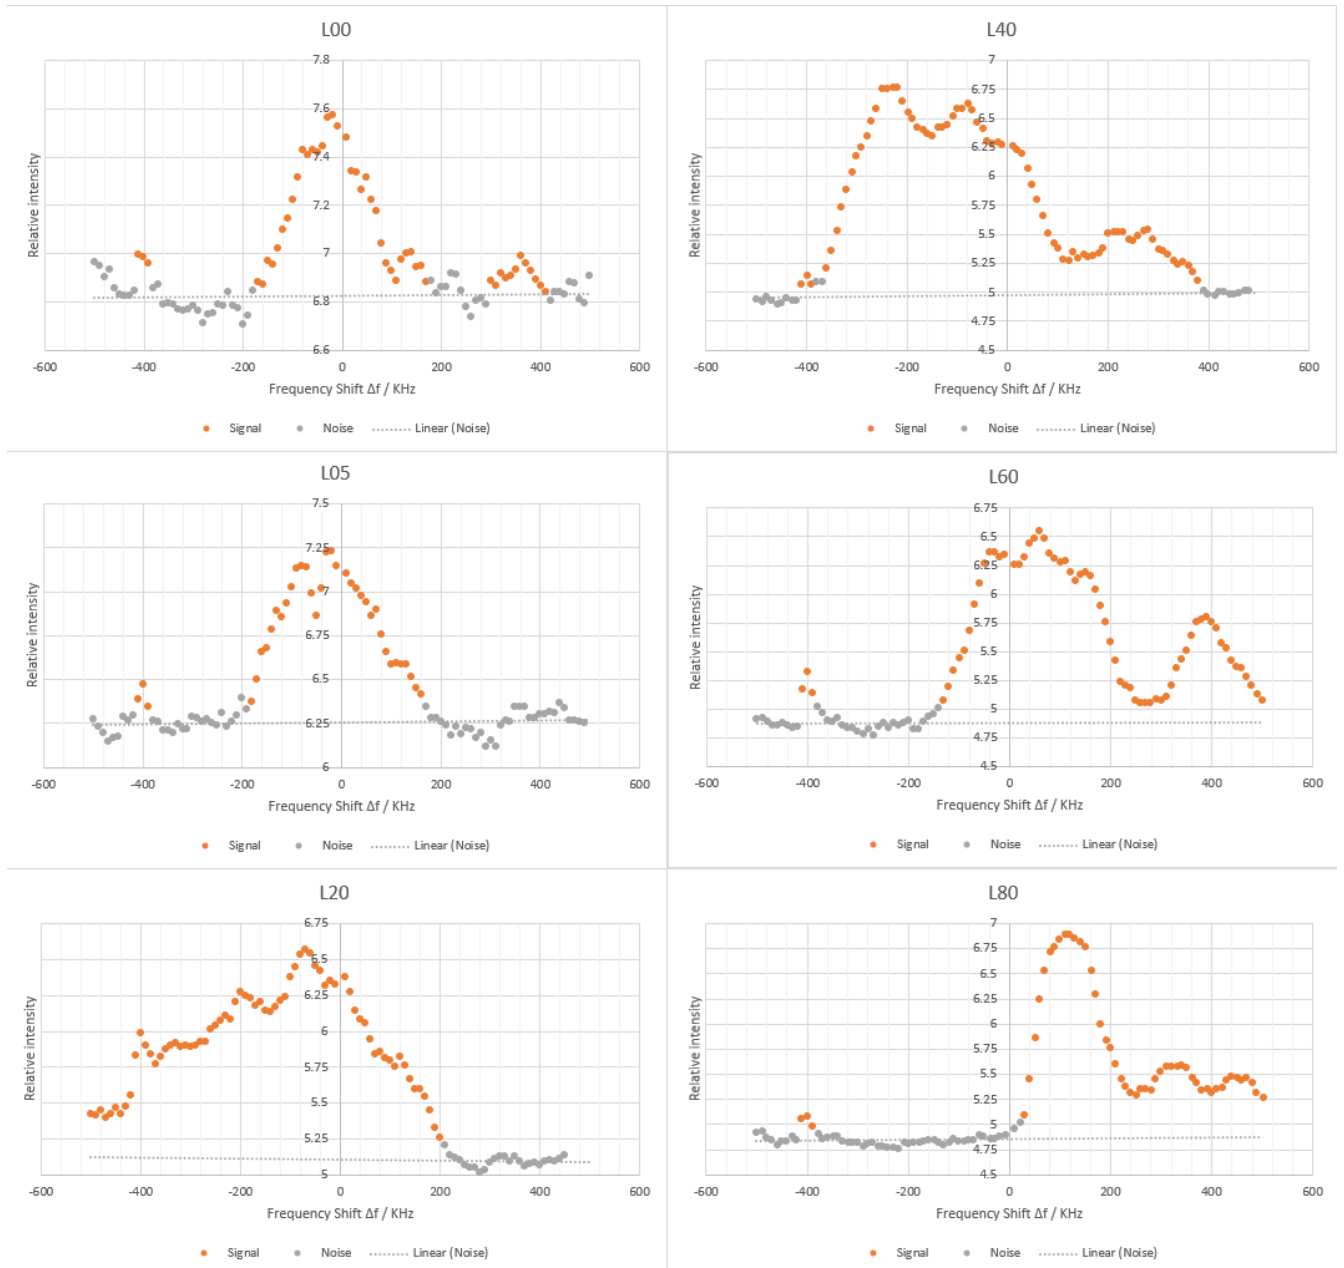 L00
7.8
7.6
7.4
7.2
7
6.8
6.6
-600 -400 -200 0 200 400 600
Relative intensity
Frequency Shift Δf / KHz
Signal Noise Linear (Noise)
L40
7
6.75
6.5
6.25
6
5.75
5.5
5.25
5
4.75
4.5
-600 -400 -200 0 200 400 600
Relative intensity
Frequency Shift Δf / KHz
Signal Noise Linear (Noise)
L05
7.5
7.25
7
6.75
6.5
6.25
6
-600 -400 -200 0 200 400 600
Relative intensity
Frequency Shift Δf / KHz
Signal Noise Linear (Noise)
L60
6.75
6.5
6.25
6
5.75
5.5
5.25
5
4.75
4.5
-600 -400 -200 0 200 400 600
Relative intensity
Frequency Shift Δf / KHz
Signal Noise Linear (Noise)
L20
6.75
6.5
6.25
6
5.75
5.5
5.25
5
-600 -400 -200 0 200 400 600
Relative intensity
Frequency Shift Δf / KHz
Signal Noise Linear (Noise)
L80
7
6.75
6.5
6.25
6
5.75
5.5
5.25
5
4.75
4.5
-600 -400 -200 0 200 400 600
Relative intensity
Frequency Shift Δf / KHz
Signal Noise Linear (Noise)